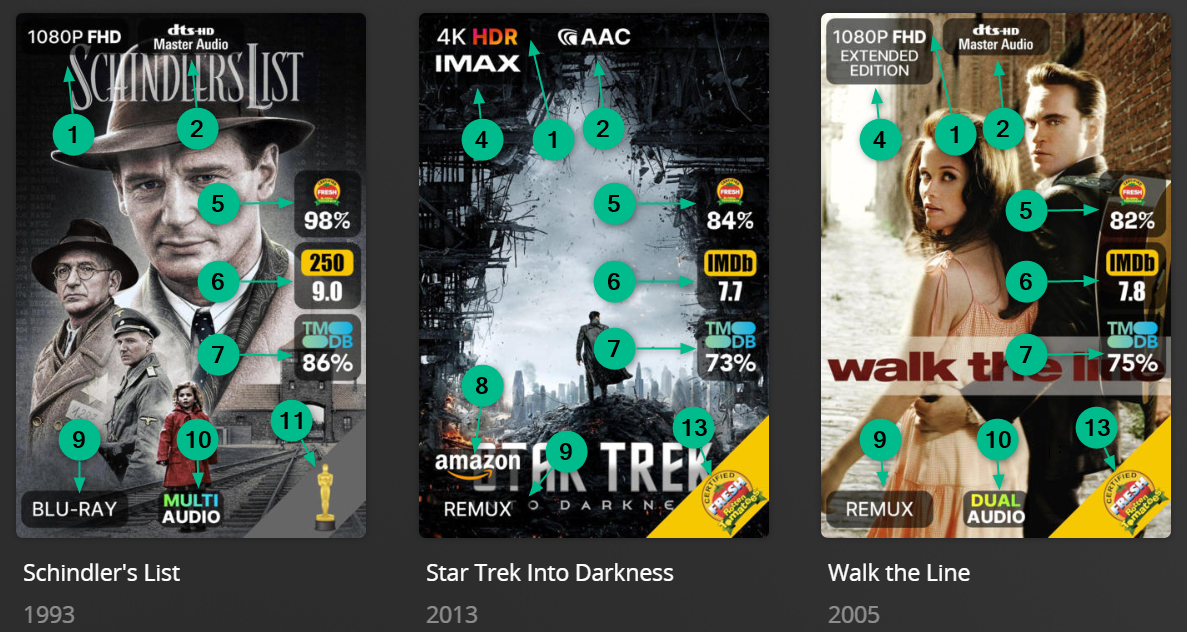 1080P FHD
dts-HD
Master Audio
SCHINDLER'S LIST
1
2
5
FRESH
98%
6
250
9.0
7
TMDB
86%
9
10
11
BLU-RAY
MULTI
AUDIO
Schindler's List
1993
4K HDR
AAC
IMAX
4
1
2
5
FRESH
84%
6
IMDb
7.7
7
TMDB
73%
8
9
13
amazon
STAR TREK
REMUX
O DARKNE
CERTIFIED
FRESH
Rotten
Tomatoes
Star Trek Into Darkness
2013
1080P FHD
EXTENDED
EDITION
dts-HD
Master Audio
4
1
2
5
FRESH
82%
6
IMDb
7.8
7
TMDB
75%
walk the line
9
10
13
REMUX
DUAL
AUDIO
CERTIFIED
FRESH
Rotten
Tomatoes
Walk the Line
2005